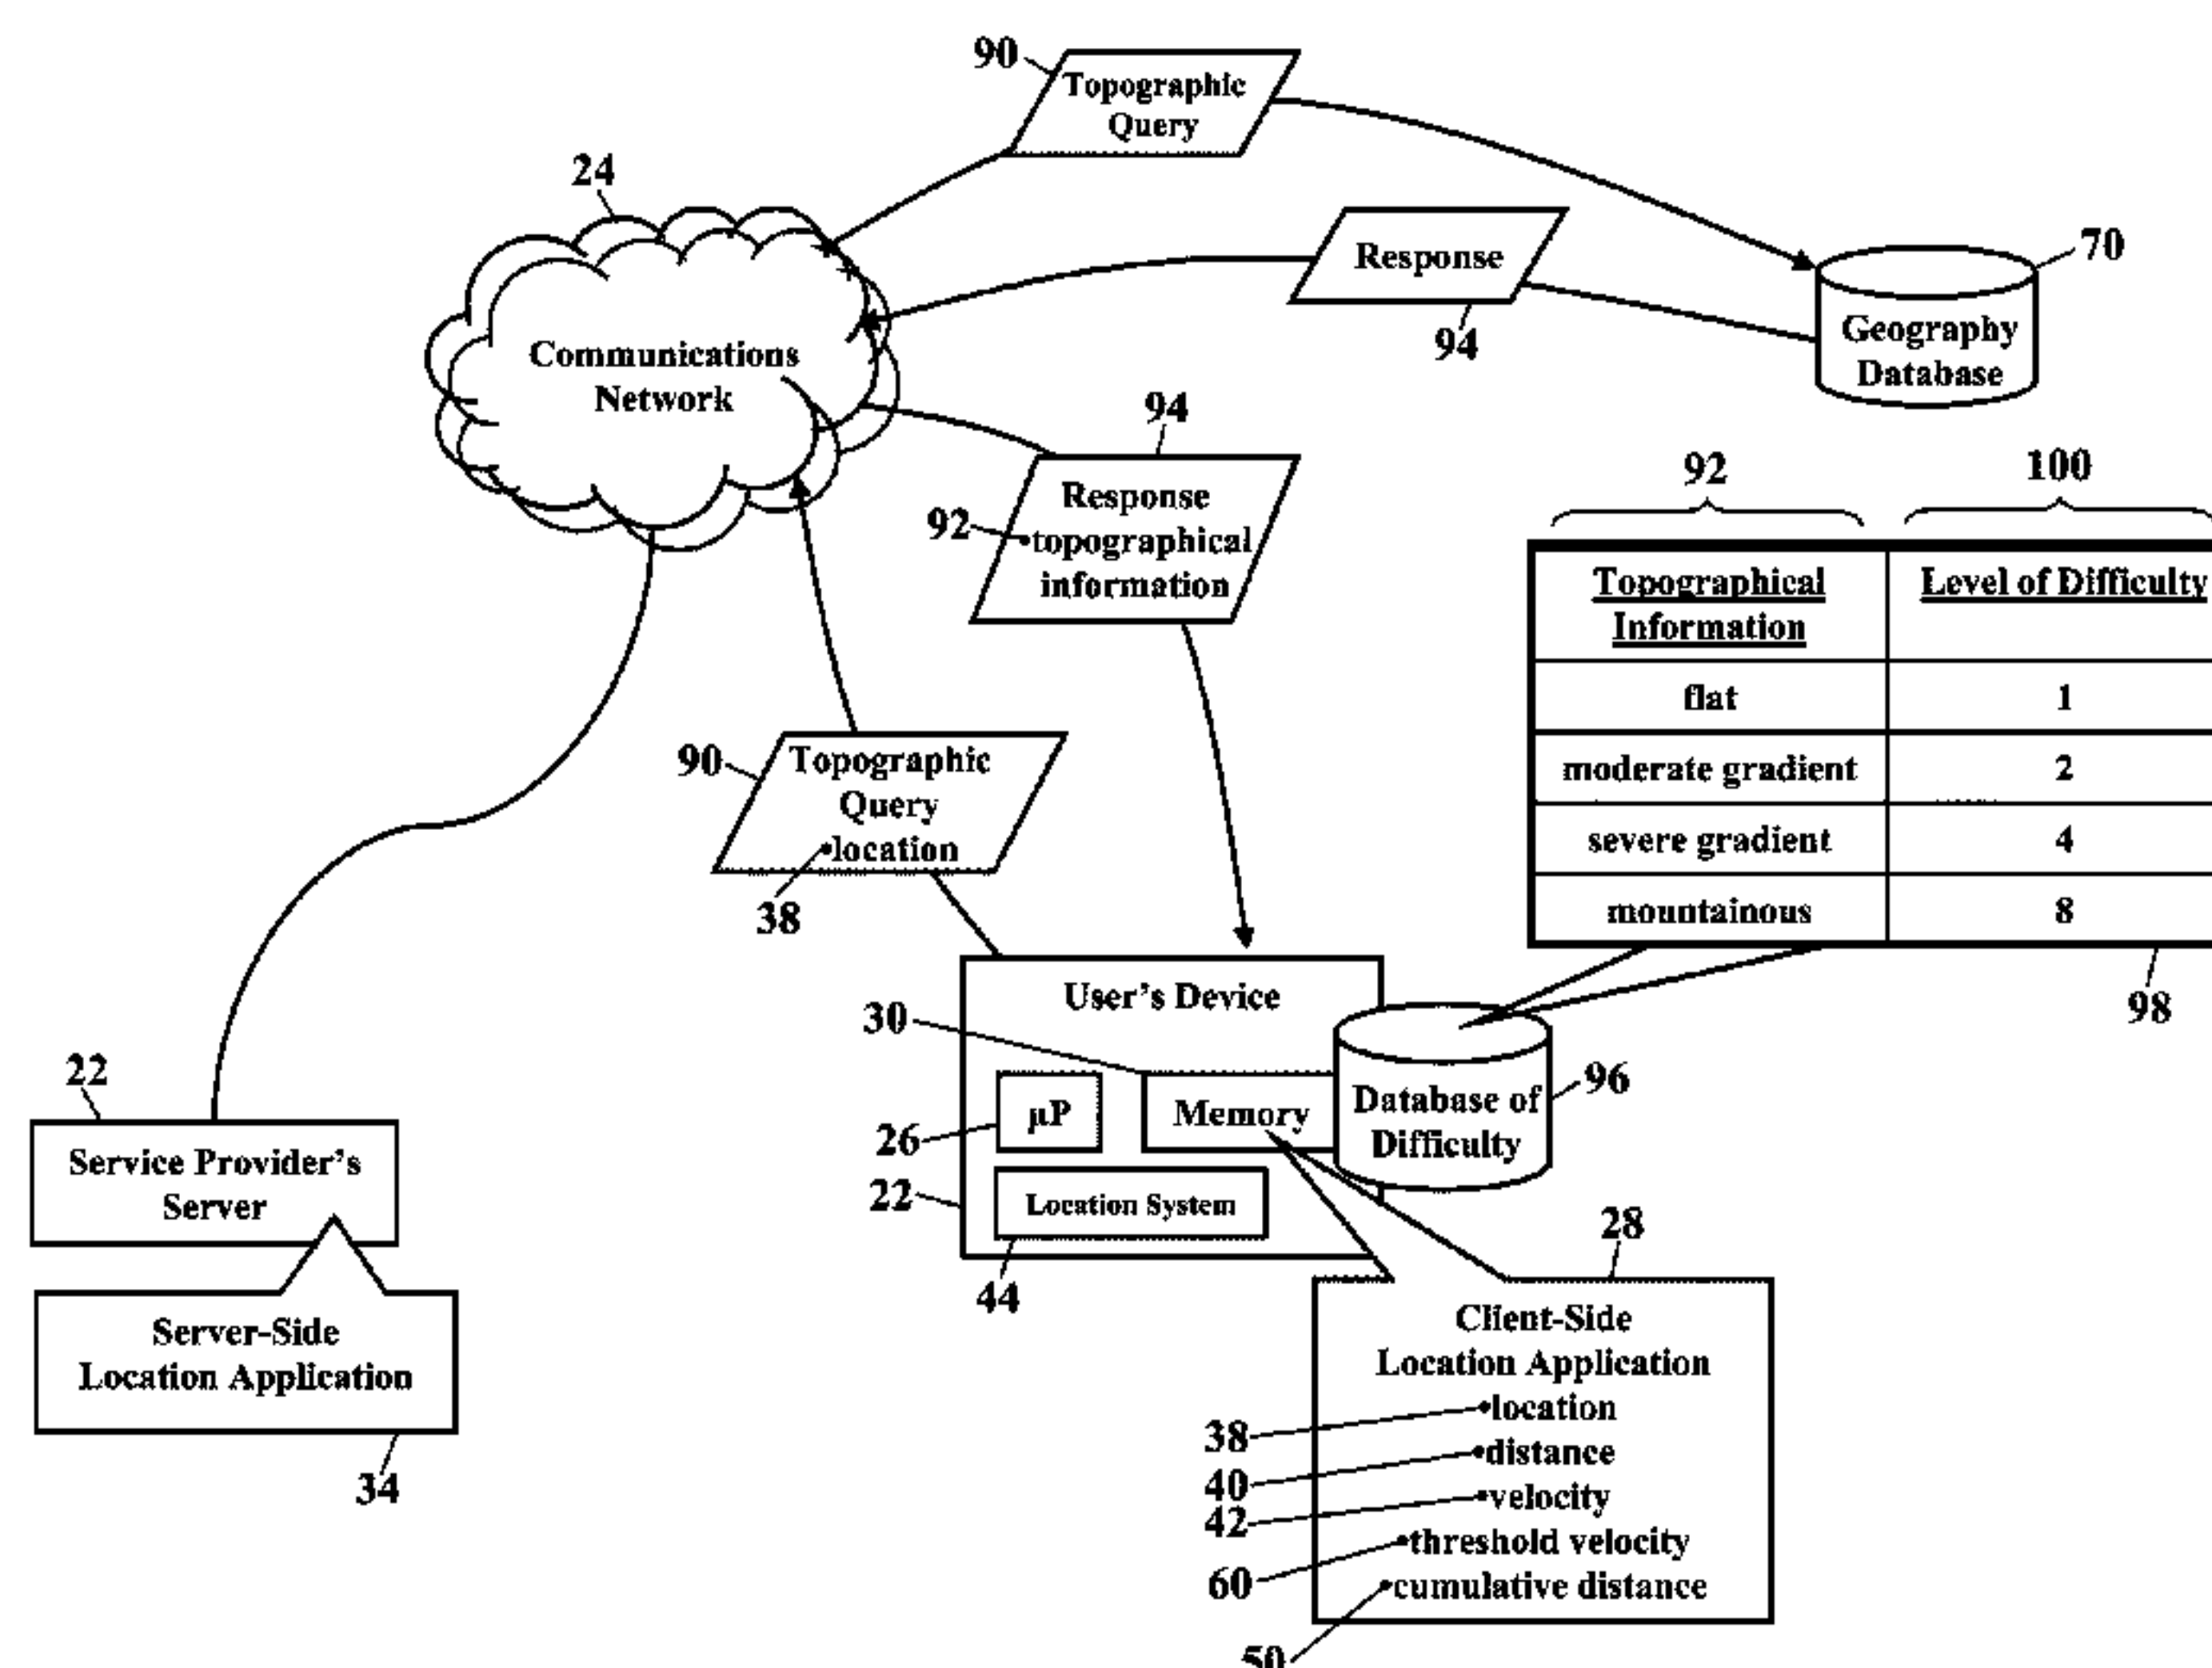 90
Topographic
Query
24
Response
94
70
Geography
Database
Communications
Network
94
Response
92
•topographical
information
92
100
Topographical
Information
Level of Difficulty
flat
1
moderate gradient
2
severe gradient
4
mountainous
8
98
90
Topographic
Query
•location
38
User's Device
30
µP
Memory
26
Location System
22
44
Database of
Difficulty
96
22
Service Provider's
Server
Server-Side
Location Application
34
28
Client-Side
Location Application
•location
38
•distance
40
•velocity
42
•threshold velocity
60
•cumulative distance
50